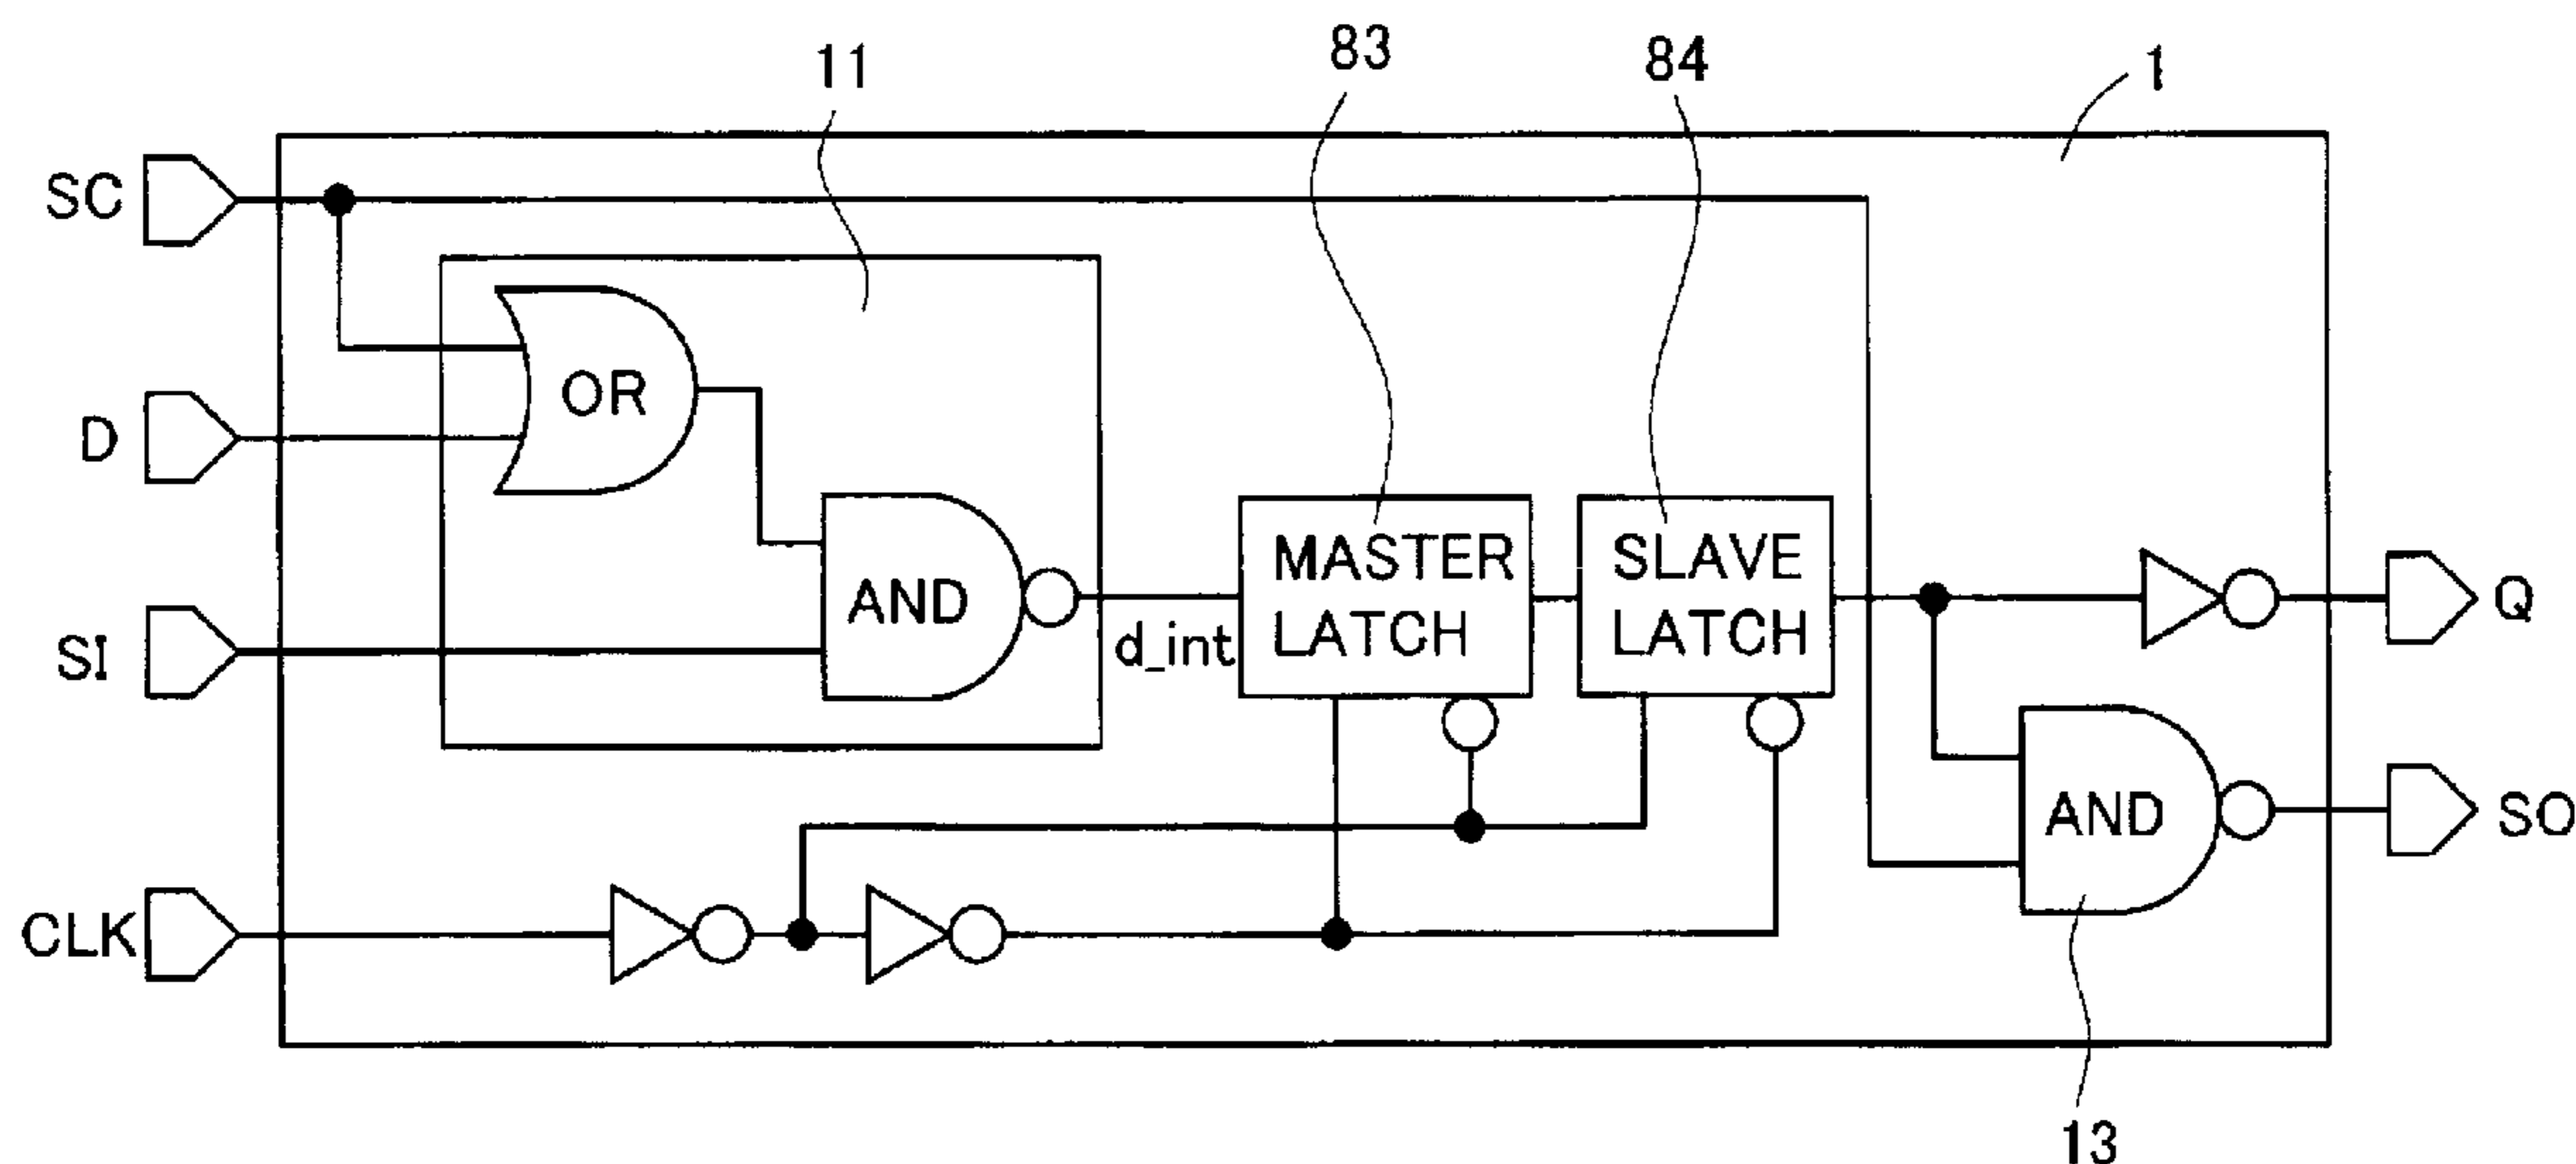 83
84
11
1
SC
OR
D
MASTER
LATCH
SLAVE
LATCH
AND
Q
SI
d_int
AND
SO
CLK
13